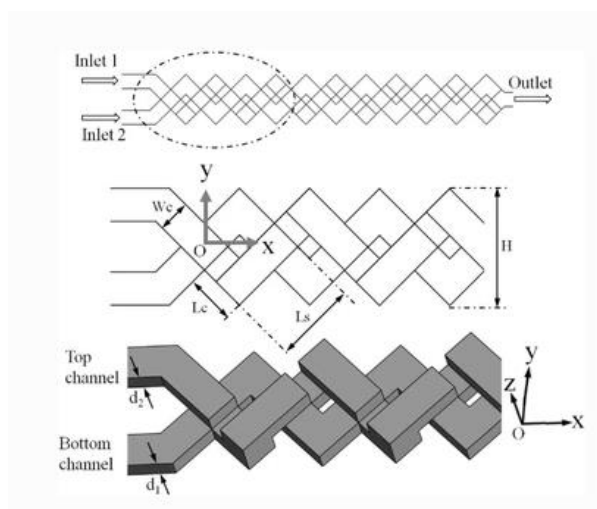 Inlet 1
Outlet
Inlet 2
y
Wc
O
x
H
Lc
Ls
Top
channel
d2
y
z
O
x
Bottom
channel
d1